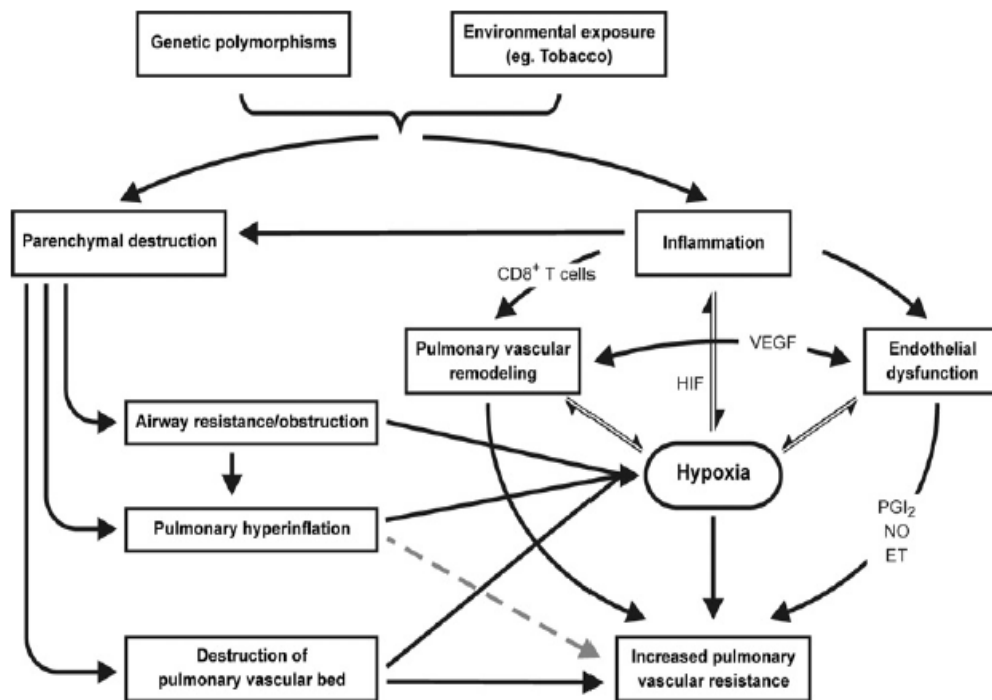 Genetic polymorphisms
Environmental exposure
(eg. Tobacco)
Parenchymal destruction
Inflammation
CD8⁺ T cells
Pulmonary vascular
remodeling
VEGF
Endothelial
dysfunction
HIF
Airway resistance/obstruction
Hypoxia
Pulmonary hyperinflation
PGI₂
NO
ET
Destruction of
pulmonary vascular bed
Increased pulmonary
vascular resistance